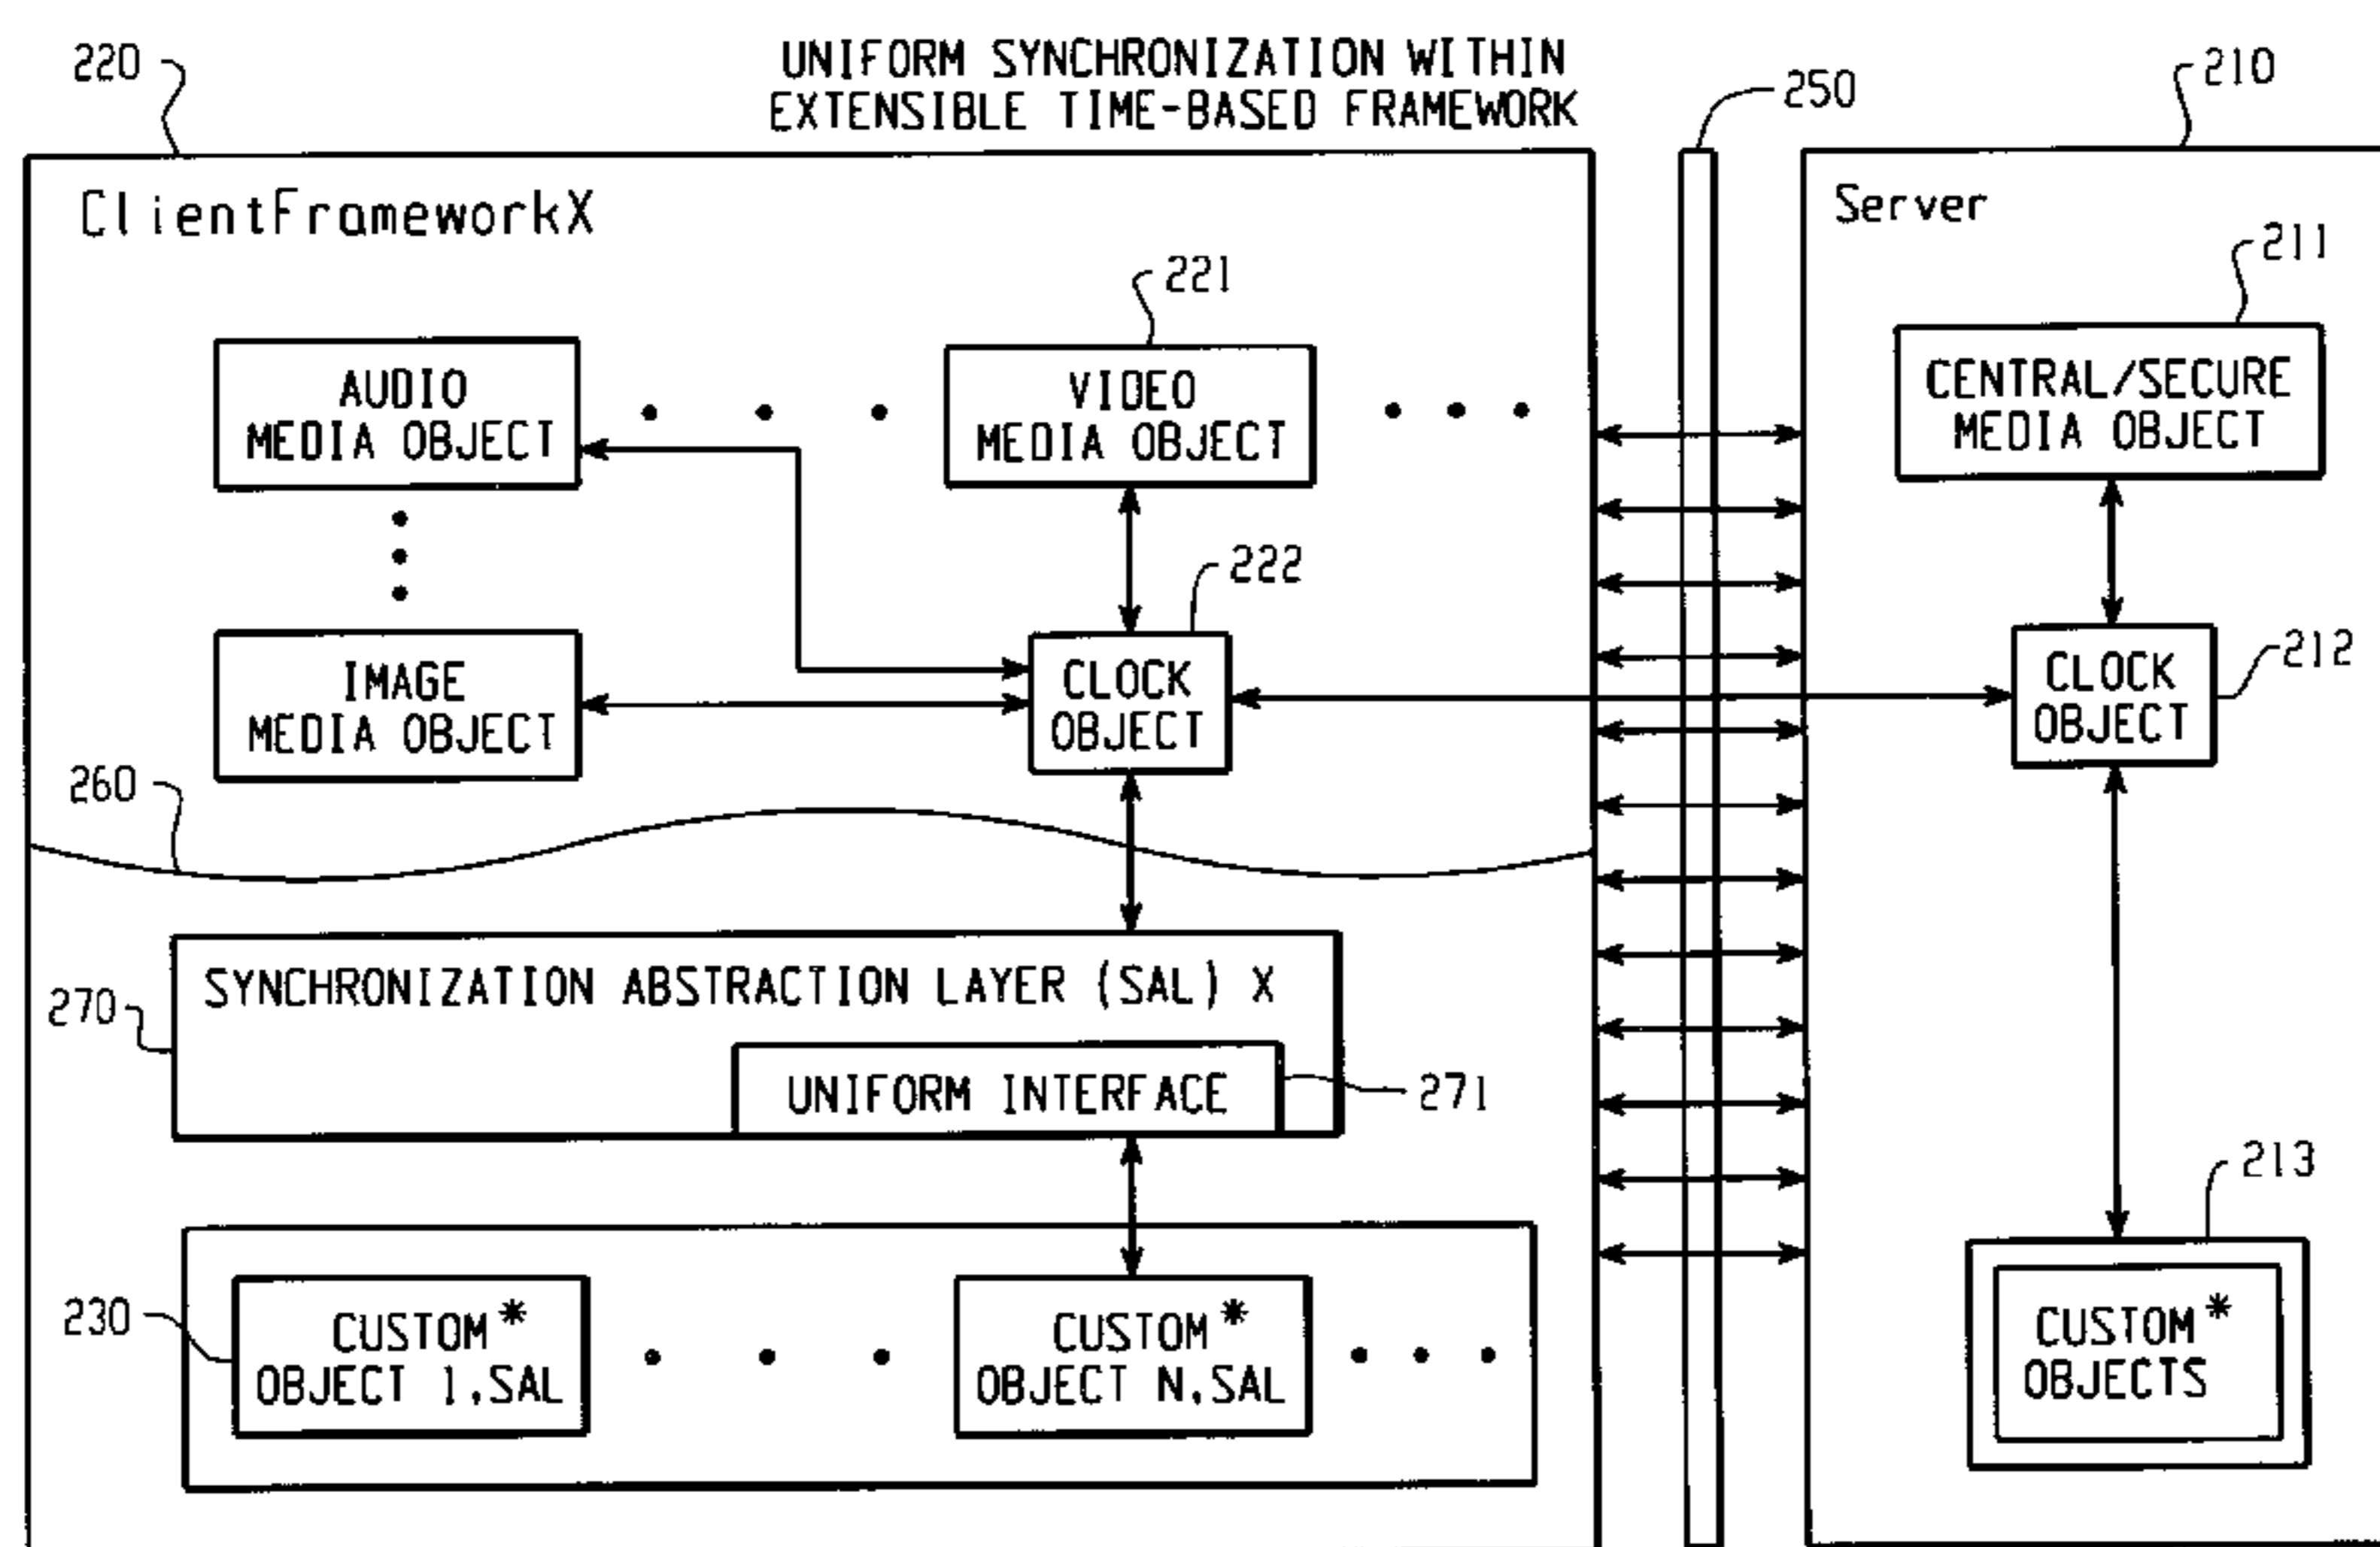 UNIFORM SYNCHRONIZATION WITHIN
EXTENSIBLE TIME-BASED FRAMEWORK
220
250
210
ClientFrameworkX
Server
221
211
AUDIO
MEDIA OBJECT
VIDEO
MEDIA OBJECT
CENTRAL/SECURE
MEDIA OBJECT
222
212
IMAGE
MEDIA OBJECT
CLOCK
OBJECT
CLOCK
OBJECT
260
270
SYNCHRONIZATION ABSTRACTION LAYER (SAL) X
UNIFORM INTERFACE
271
213
230
CUSTOM*
OBJECT 1.SAL
CUSTOM*
OBJECT N.SAL
CUSTOM*
OBJECTS